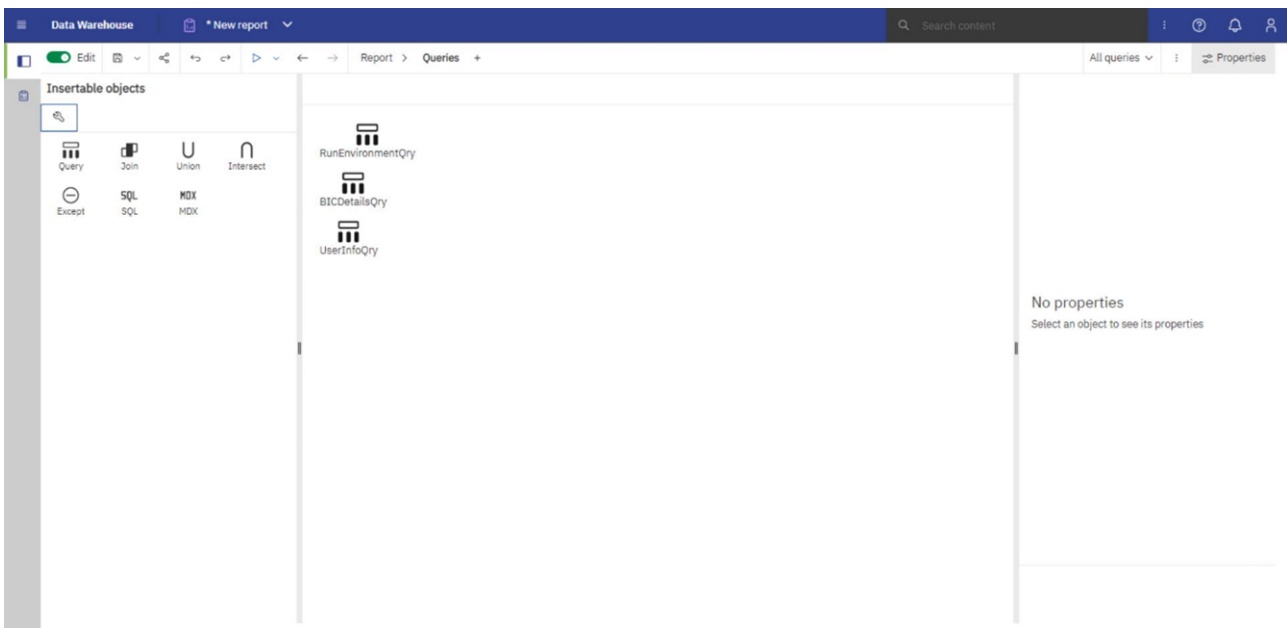 Data Warehouse
* New report
Search content
Edit
Report > Queries +
All queries
Properties
Insertable objects
Query
Join
Union
Intersect
Except
SQL
SQL
MDX
MDX
RunEnvironmentQry
BICDetailsQry
UserInfoQry
No properties
Select an object to see its properties